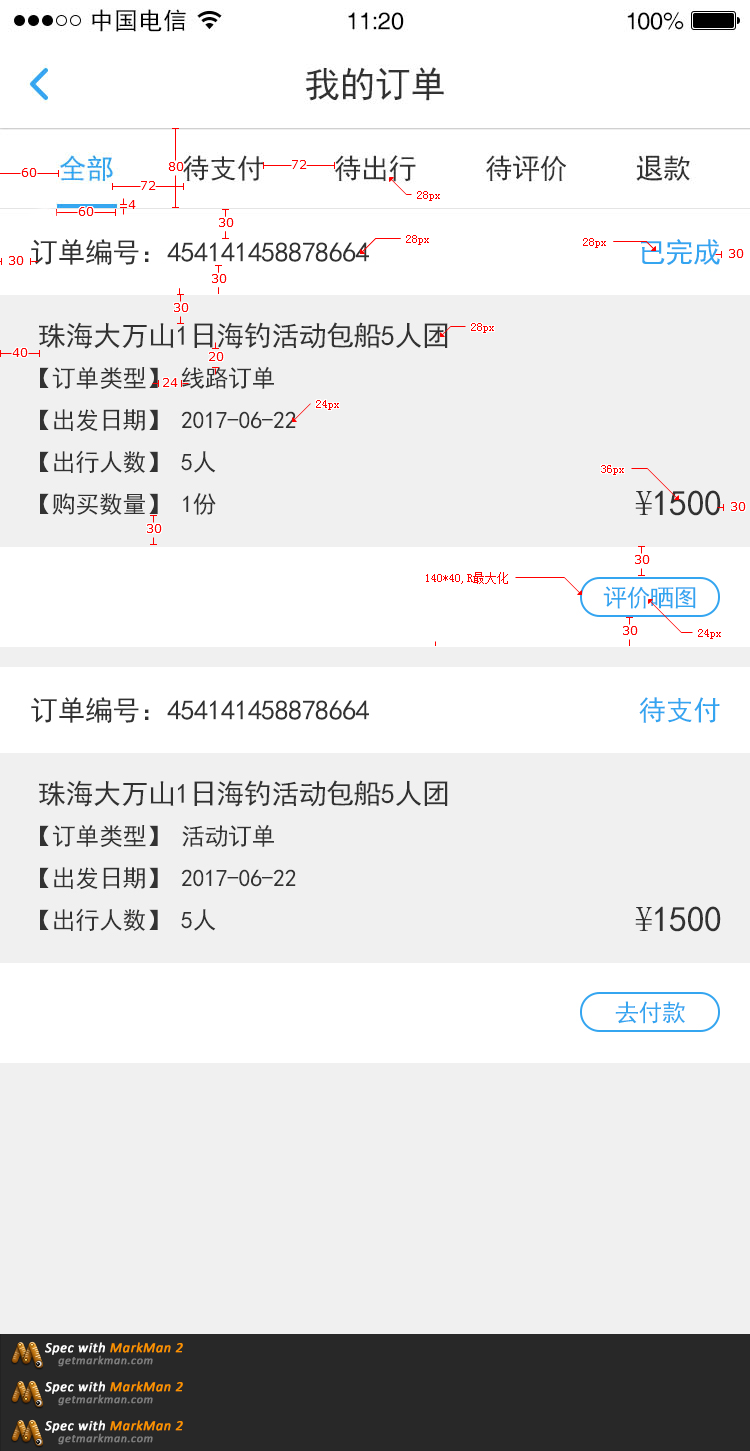 中国电信 11:20 100%
我的订单
全部 待支付 待出行 待评价 退款
60 80 72 72 28px
60 4
30
订单编号：454141458878664 已完成
30 28px 28px 30
30
30
珠海大万山1日海钓活动包船5人团
28px
40 20
【订单类型】 线路订单
24
【出发日期】 2017-06-22
24px
【出行人数】 5人
36px
【购买数量】 1份 ¥1500
30
30
30
140*40,R最大化
评价晒图
30 24px
订单编号：454141458878664 待支付
珠海大万山1日海钓活动包船5人团
【订单类型】 活动订单
【出发日期】 2017-06-22
【出行人数】 5人 ¥1500
去付款
Spec with MarkMan 2
getmarkman.com
Spec with MarkMan 2
getmarkman.com
Spec with MarkMan 2
getmarkman.com